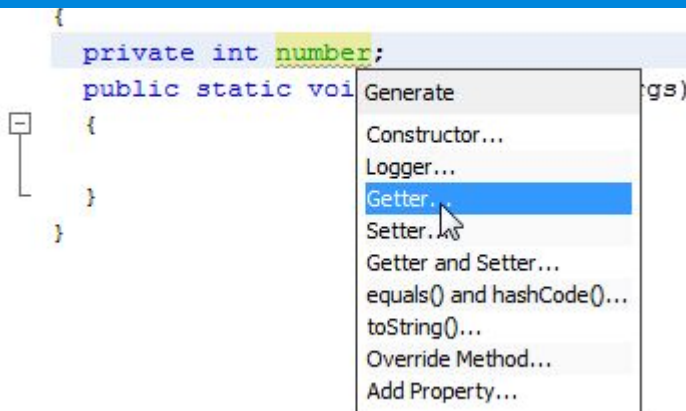 {
private int number;
public static voi
rgs)
{
}
}
Generate
Constructor...
Logger...
Getter...
Setter...
Getter and Setter...
equals() and hashCode()...
toString()...
Override Method...
Add Property...